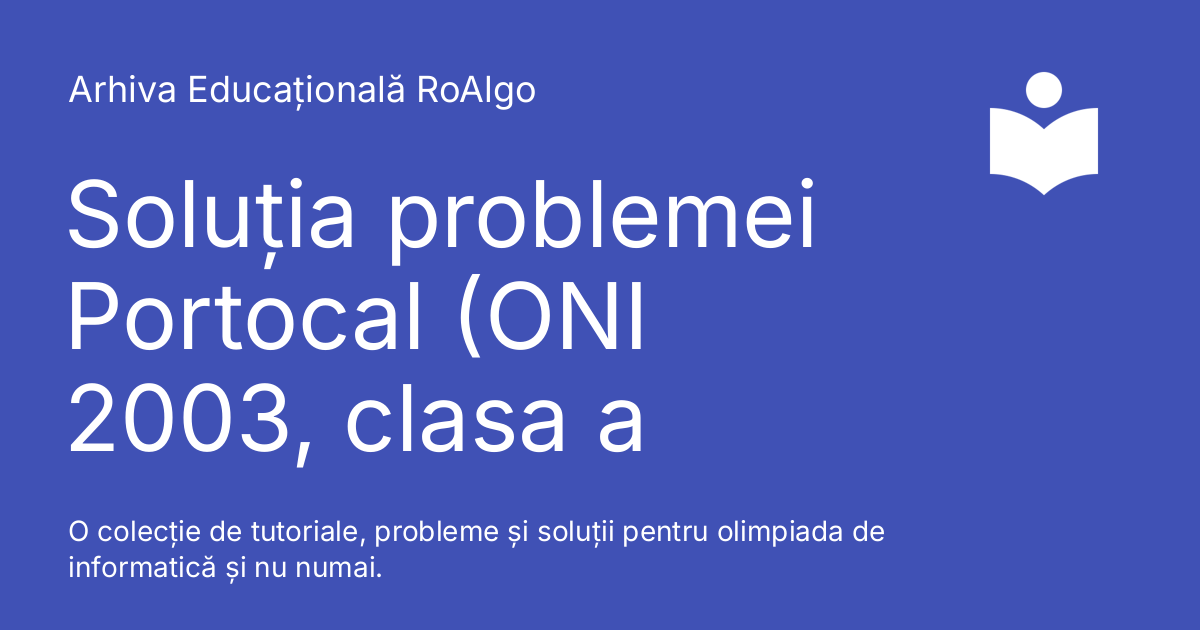 Arhiva Educațională RoAlgo
Soluția problemei
Portocal (ONI
2003, clasa a
O colecție de tutoriale, probleme și soluții pentru olimpiada de
informatică și nu numai.